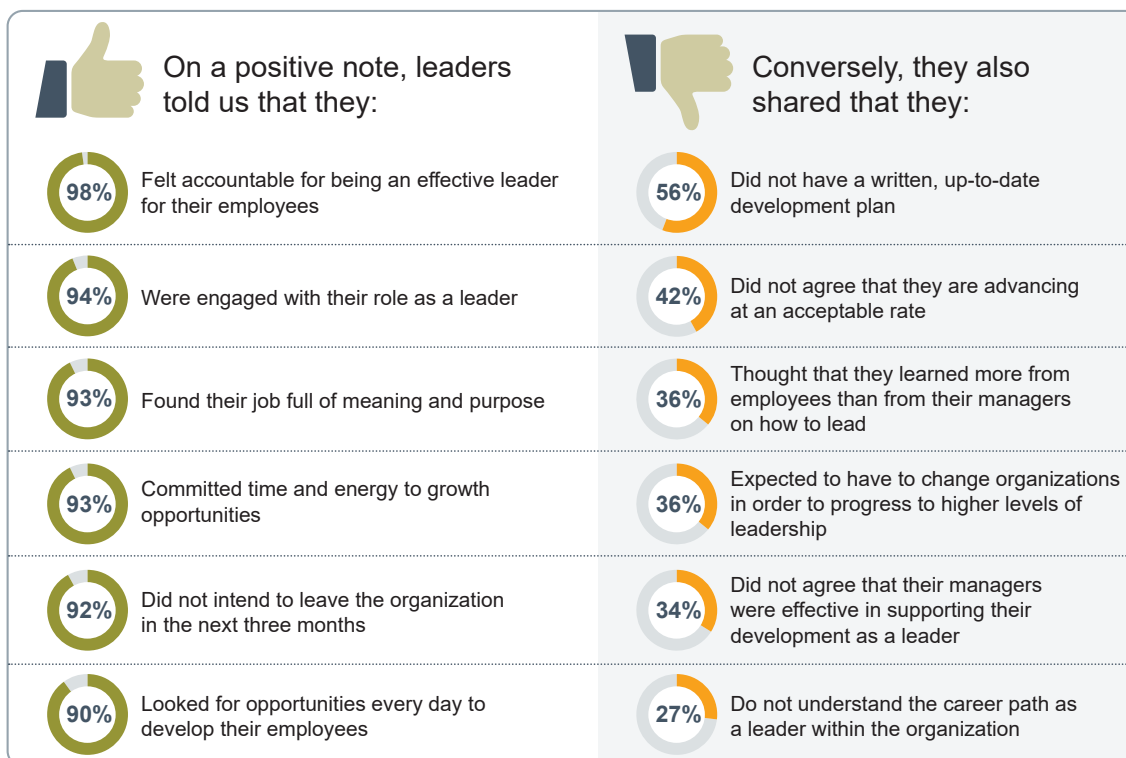 On a positive note, leaders
told us that they:
98%
Felt accountable for being an effective leader
for their employees
94%
Were engaged with their role as a leader
93%
Found their job full of meaning and purpose
93%
Committed time and energy to growth
opportunities
92%
Did not intend to leave the organization
in the next three months
90%
Looked for opportunities every day to
develop their employees
Conversely, they also
shared that they:
56%
Did not have a written, up-to-date
development plan
42%
Did not agree that they are advancing
at an acceptable rate
36%
Thought that they learned more from
employees than from their managers
on how to lead
36%
Expected to have to change organizations
in order to progress to higher levels of
leadership
34%
Did not agree that their managers
were effective in supporting their
development as a leader
27%
Do not understand the career path as
a leader within the organization